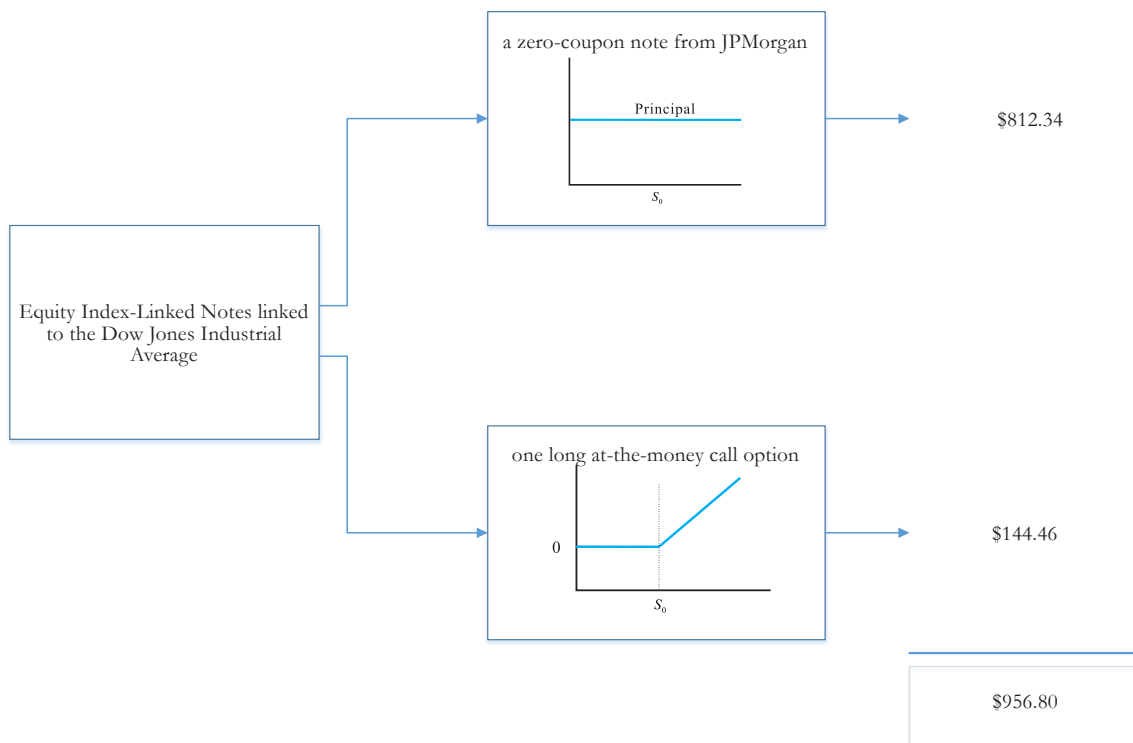 a zero-coupon note from JPMorgan
Principal
S₀
$812.34
Equity Index-Linked Notes linked
to the Dow Jones Industrial
Average
one long at-the-money call option
0
S₀
$144.46
$956.80